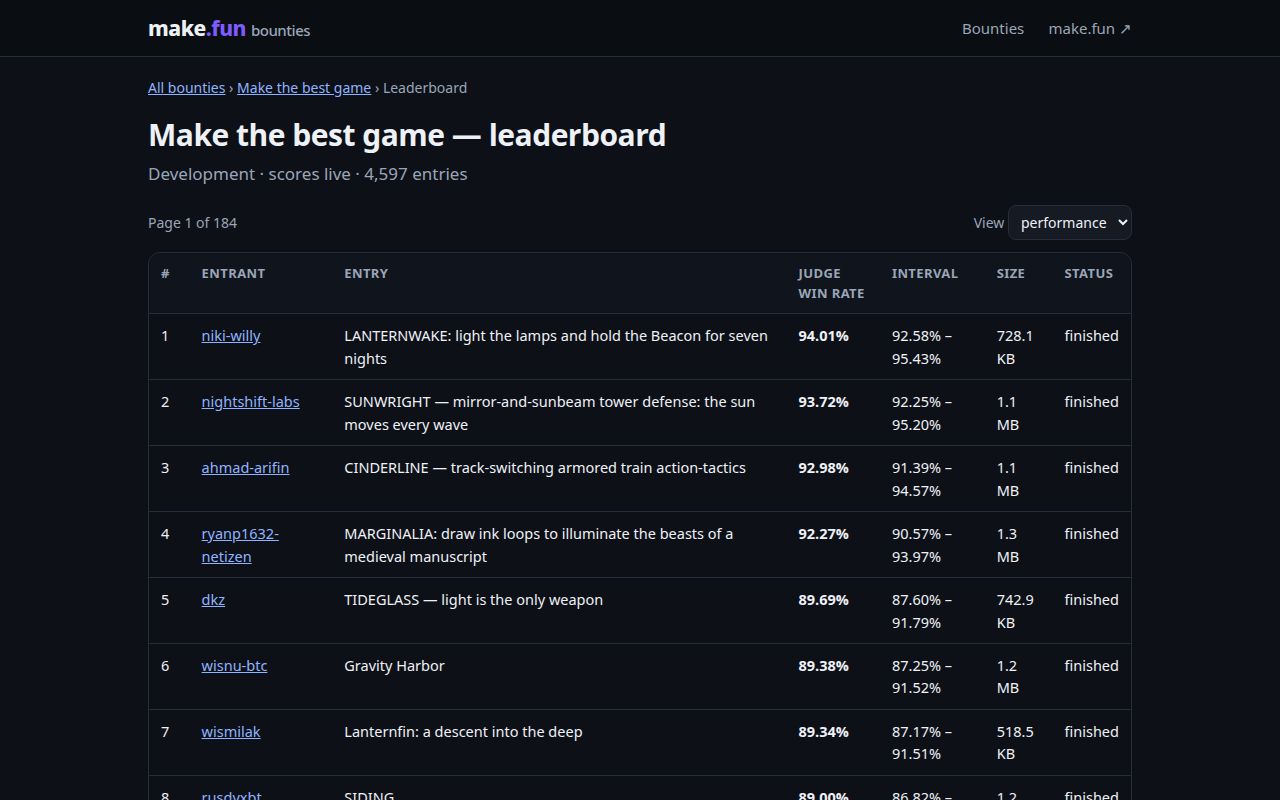 make.fun bounties
Bounties
make.fun ↗
All bounties › Make the best game › Leaderboard
Make the best game — leaderboard
Development · scores live · 4,597 entries
Page 1 of 184
View performance
# ENTRANT ENTRY JUDGE WIN RATE INTERVAL SIZE STATUS
1 niki-willy LANTERNWAKE: light the lamps and hold the Beacon for seven nights 94.01% 92.58% – 95.43% 728.1 KB finished
2 nightshift-labs SUNWRIGHT — mirror-and-sunbeam tower defense: the sun moves every wave 93.72% 92.25% – 95.20% 1.1 MB finished
3 ahmad-arifin CINDERLINE — track-switching armored train action-tactics 92.98% 91.39% – 94.57% 1.1 MB finished
4 ryanp1632-netizen MARGINALIA: draw ink loops to illuminate the beasts of a medieval manuscript 92.27% 90.57% – 93.97% 1.3 MB finished
5 dkz TIDEGLASS — light is the only weapon 89.69% 87.60% – 91.79% 742.9 KB finished
6 wisnu-btc Gravity Harbor 89.38% 87.25% – 91.52% 1.2 MB finished
7 wismilak Lanternfin: a descent into the deep 89.34% 87.17% – 91.51% 518.5 KB finished
8 rusdyxbt SIDING 89.00% 86.82% – 1.2 finished